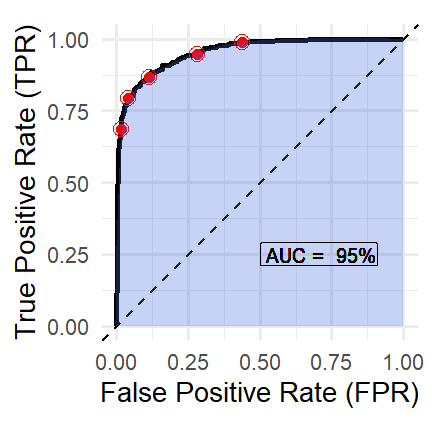 True Positive Rate (TPR)
1.00
0.75
0.50
0.25
0.00
AUC = 95%
0.00 0.25 0.50 0.75 1.00
False Positive Rate (FPR)